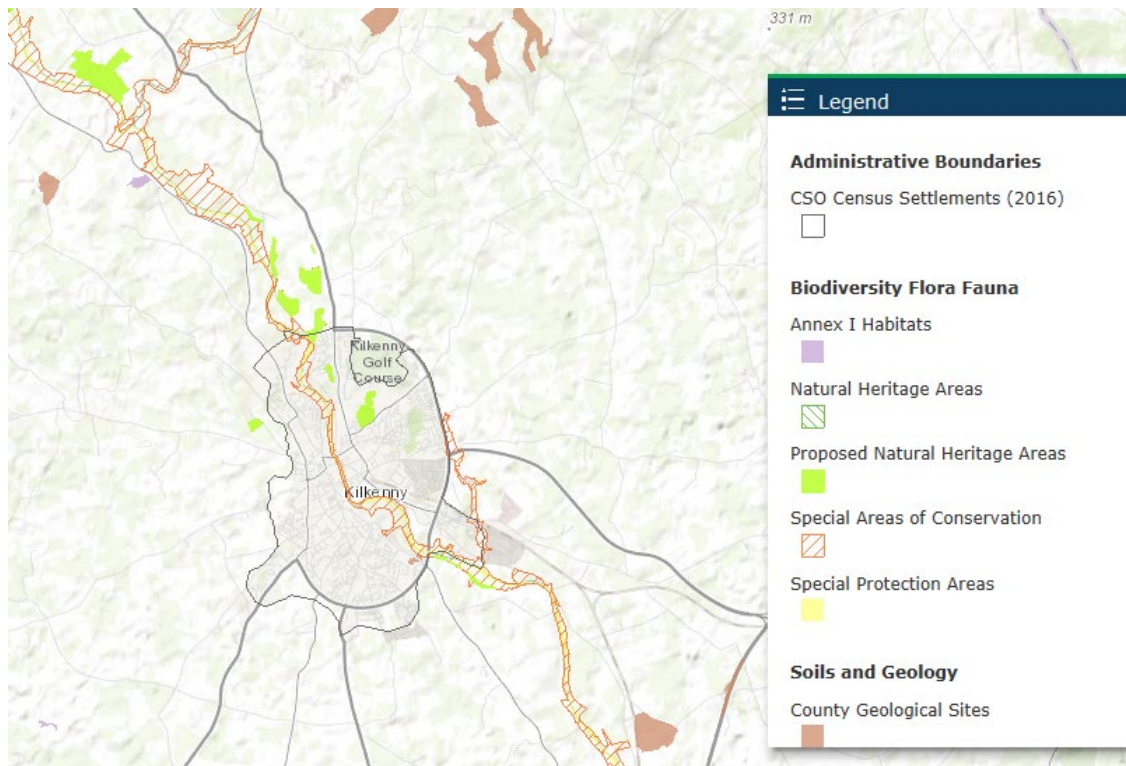 331 m
Kilkenny
Golf
Course
Kilkenny
Legend
Administrative Boundaries
CSO Census Settlements (2016)
Biodiversity Flora Fauna
Annex I Habitats
Natural Heritage Areas
Proposed Natural Heritage Areas
Special Areas of Conservation
Special Protection Areas
Soils and Geology
County Geological Sites